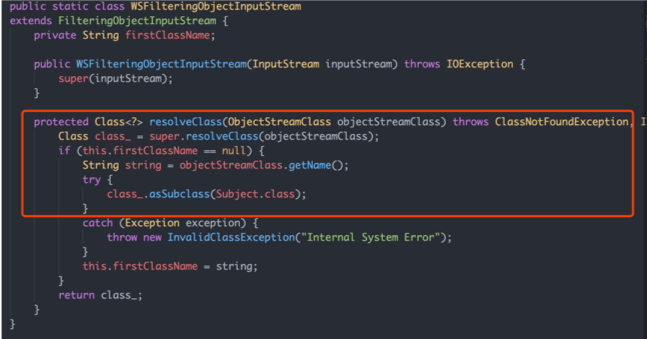 public static class WSFilteringObjectInputStream
extends FilteringObjectInputStream {
    private String firstClassName;

    public WSFilteringObjectInputStream(InputStream inputStream) throws IOException {
        super(inputStream);
    }

    protected Class<?> resolveClass(ObjectStreamClass objectStreamClass) throws ClassNotFoundException, I
        Class class_ = super.resolveClass(objectStreamClass);
        if (this.firstClassName == null) {
            String string = objectStreamClass.getName();
            try {
                class_.asSubclass(Subject.class);
            }
            catch (Exception exception) {
                throw new InvalidClassException("Internal System Error");
            }
            this.firstClassName = string;
        }
        return class_;
    }
}